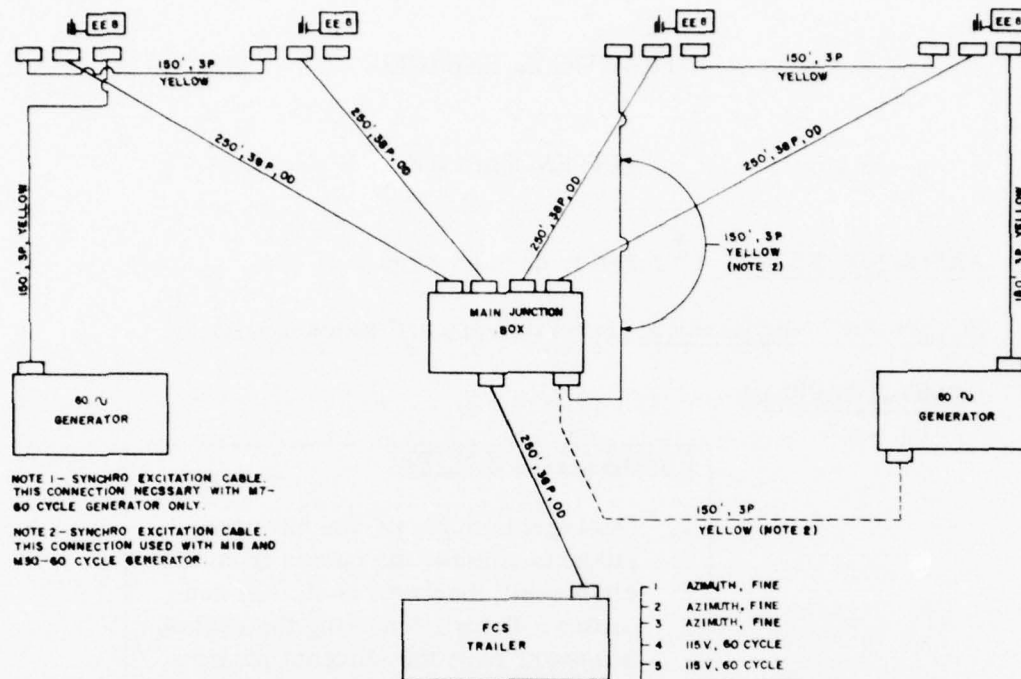 EE 8
EE 8
EE 8
EE 8
150', 3P
YELLOW
150', 3P
YELLOW
250', 38P, OD
250', 38P, OD
250', 38P, OD
250', 38P, OD
150', 3P, YELLOW
150', 3P
YELLOW
(NOTE 2)
150', 3P YELLOW
MAIN JUNCTION
BOX
60 ~
GENERATOR
60 ~
GENERATOR
NOTE 1- SYNCHRO EXCITATION CABLE.
THIS CONNECTION NECSSARY WITH M7-
60 CYCLE GENERATOR ONLY.
NOTE 2- SYNCHRO EXCITATION CABLE.
THIS CONNECTION USED WITH M18 AND
M30-60 CYCLE GENERATOR
250', 38P, OD
150', 3P
YELLOW (NOTE 2)
FCS
TRAILER
1 AZIMUTH, FINE
2 AZIMUTH, FINE
3 AZIMUTH, FINE
4 115 V, 60 CYCLE
5 115 V, 60 CYCLE